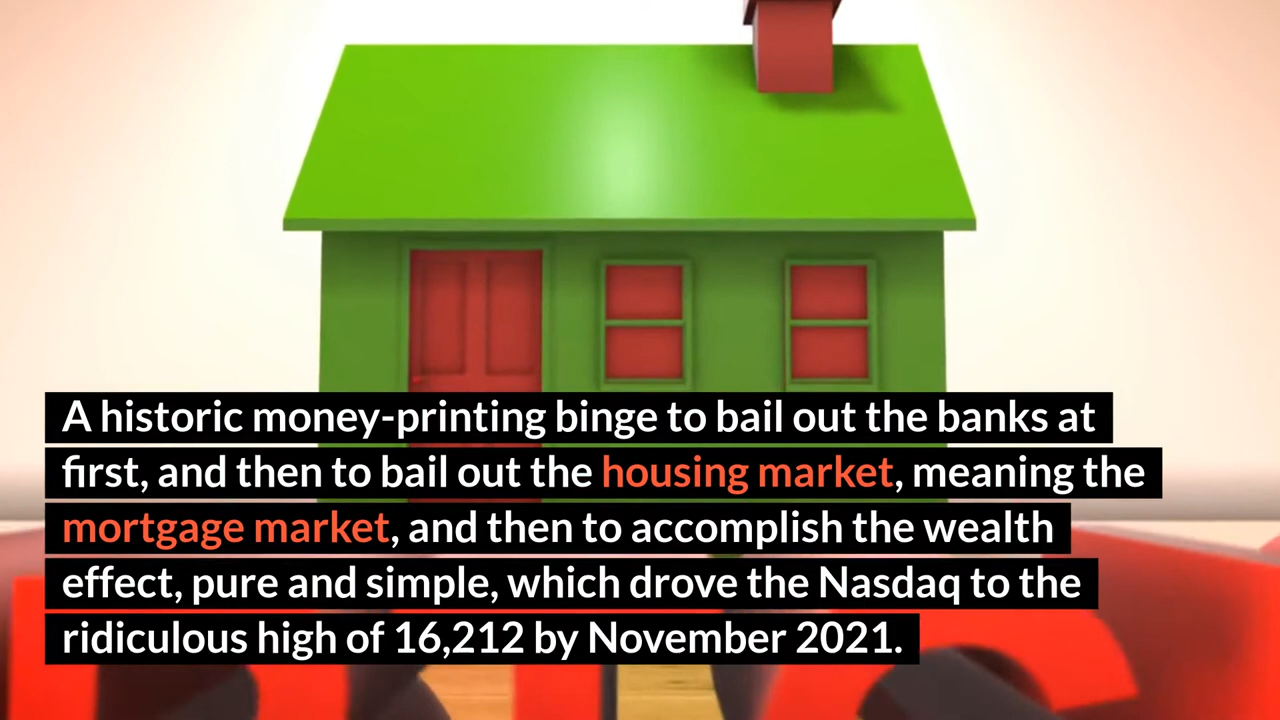 A historic money-printing binge to bail out the banks at
first, and then to bail out the housing market, meaning the
mortgage market, and then to accomplish the wealth
effect, pure and simple, which drove the Nasdaq to the
ridiculous high of 16,212 by November 2021.